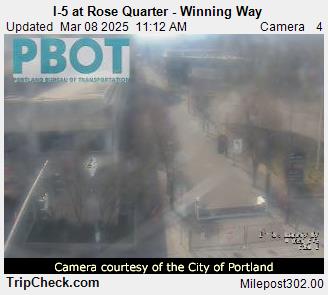 I-5 at Rose Quarter - Winning Way
Updated Mar 08 2025 11:12 AM Camera 4
PBOT
PORTLAND BUREAU OF TRANSPORTATION
Camera courtesy of the City of Portland
TripCheck.com Milepost302.00